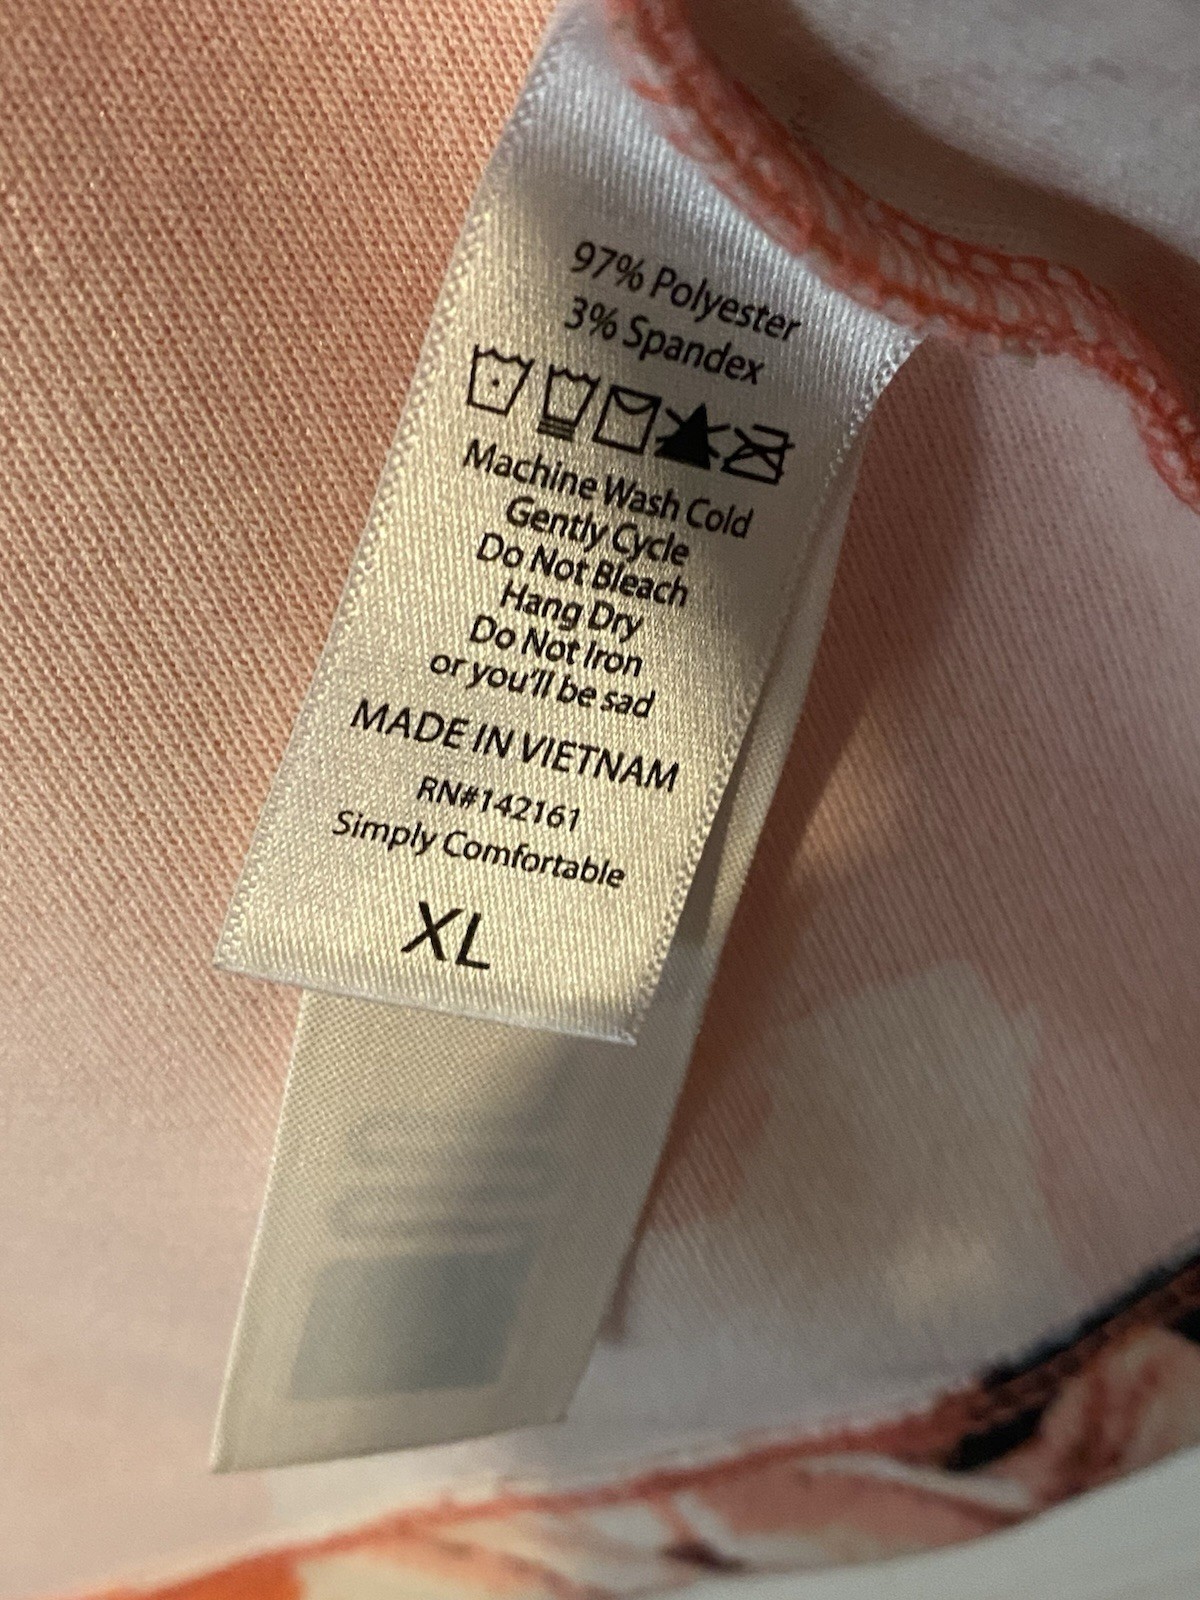 97% Polyester
3% Spandex
Machine Wash Cold
Gently Cycle
Do Not Bleach
Hang Dry
Do Not Iron
or you'll be sad
MADE IN VIETNAM
RN#142161
Simply Comfortable
XL